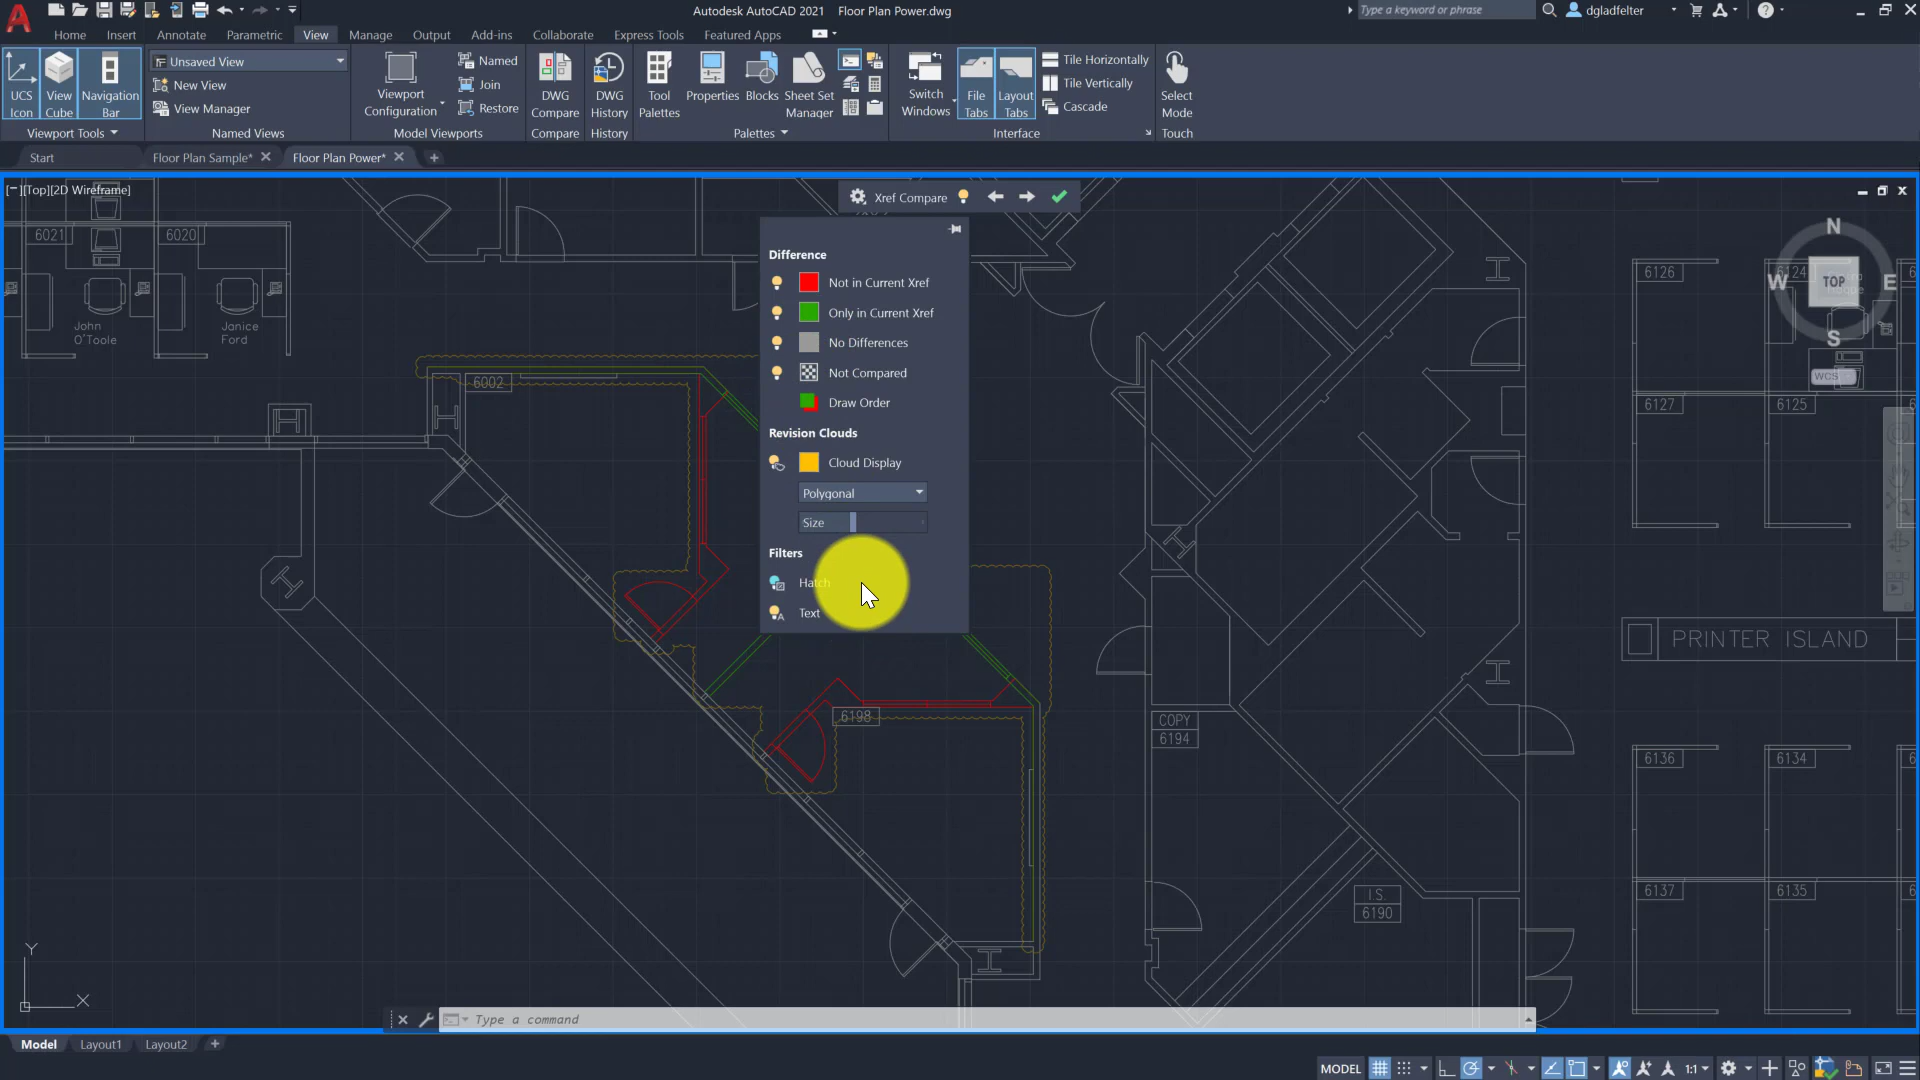 Autodesk AutoCAD 2021 Floor Plan Power.dwg
Type a keyword or phrase
dgladfelter
Home Insert Annotate Parametric View Manage Output Add-ins Collaborate Express Tools Featured Apps
UCS Icon
View Cube
Navigation Bar
Viewport Tools
Unsaved View
New View
View Manager
Named Views
Viewport Configuration
Named
Join
Restore
Model Viewports
DWG Compare
Compare
DWG History
History
Tool Palettes
Properties
Blocks
Sheet Set Manager
Palettes
Switch Windows
File Tabs
Layout Tabs
Tile Horizontally
Tile Vertically
Cascade
Interface
Select Mode
Touch
Start
Floor Plan Sample*
Floor Plan Power*
[−][Top][2D Wireframe]
Xref Compare
Difference
Not in Current Xref
Only in Current Xref
No Differences
Not Compared
Draw Order
Revision Clouds
Cloud Display
Polygonal
Size
Filters
Hatch
Text
6021
6020
John
O'Toole
Janice
Ford
6002
6198
COPY
6194
I.S.
6190
6126
6124
6127
6125
PRINTER ISLAND
6136
6134
6137
6135
N
W
TOP
E
S
WCS
Y
X
Type a command
Model Layout1 Layout2
MODEL
1:1